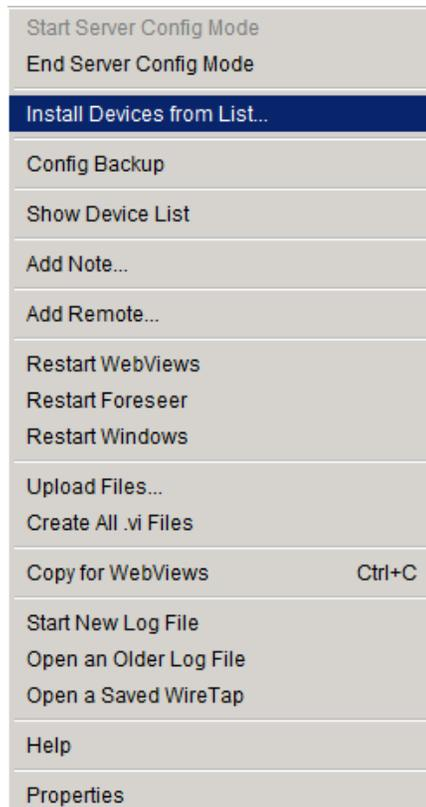 Start Server Config Mode
End Server Config Mode
Install Devices from List...
Config Backup
Show Device List
Add Note...
Add Remote...
Restart WebViews
Restart Foreseer
Restart Windows
Upload Files...
Create All .vi Files
Copy for WebViews Ctrl+C
Start New Log File
Open an Older Log File
Open a Saved WireTap
Help
Properties